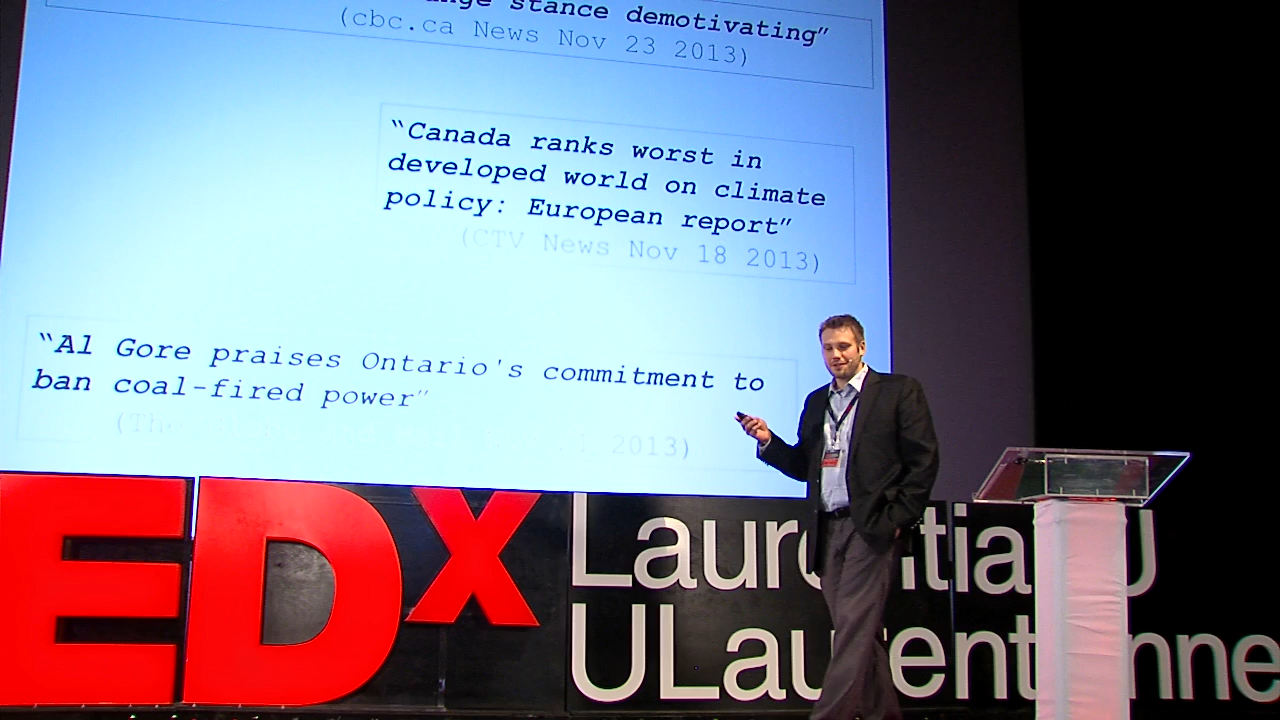 stance demotivating”
(cbc.ca News Nov 23 2013)
“Canada ranks worst in
developed world on climate
policy: European report”
(CTV News Nov 18 2013)
“Al Gore praises Ontario's commitment to
ban coal-fired power”
2013)
EDx
ULaurent nne